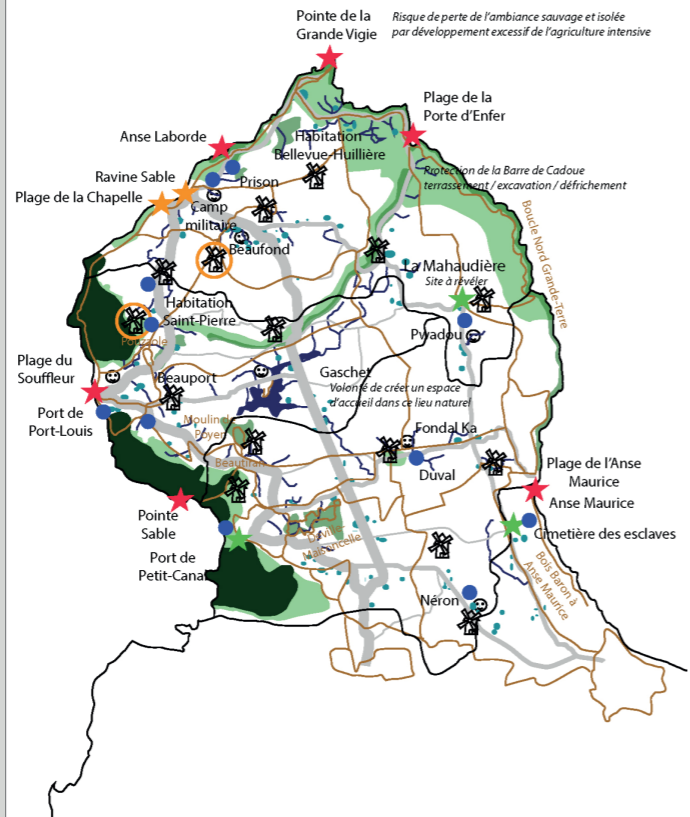 Pointe de la
Grande Vigie
Risque de perte de l'ambiance sauvage et isolée
par développement excessif de l'agriculture intensive
Plage de la
Porte d'Enfer
Anse Laborde
Habitation
Bellevue-Huillière
Ravine Sable
Prison
Protection de la Barre de Cadoue
terrassement / excavation / défrichement
Plage de la Chapelle
Camp
militaire
Beaufond
Boucle Nord Grande-Terre
La Mahaudière
Site à révéler
Habitation
Saint-Pierre
Pwadou
Poyzzole
Plage du
Souffleur
Beauport
Gaschet
Volonté de créer un espace
d'accueil dans ce lieu naturel
Port de
Port-Louis
Moulin de
Poyen
Fondal Ka
Beautiran
Duval
Plage de l'Anse
Maurice
Anse Maurice
Pointe
Sable
Cimetière des esclaves
Deville-
Maisoncelle
Port de
Petit-Canal
Bois Baron à
Anse Maurice
Néron